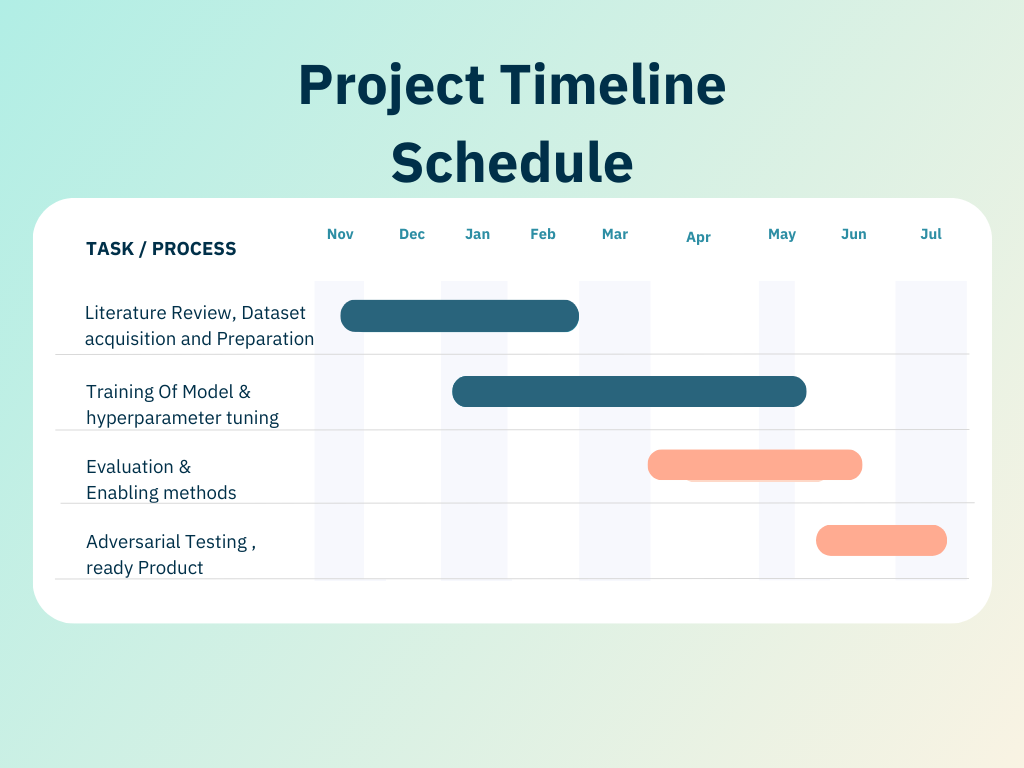 Project Timeline
Schedule
TASK / PROCESS
Nov Dec Jan Feb Mar Apr May Jun Jul
Literature Review, Dataset
acquisition and Preparation
Training Of Model &
hyperparameter tuning
Evaluation &
Enabling methods
Adversarial Testing ,
ready Product